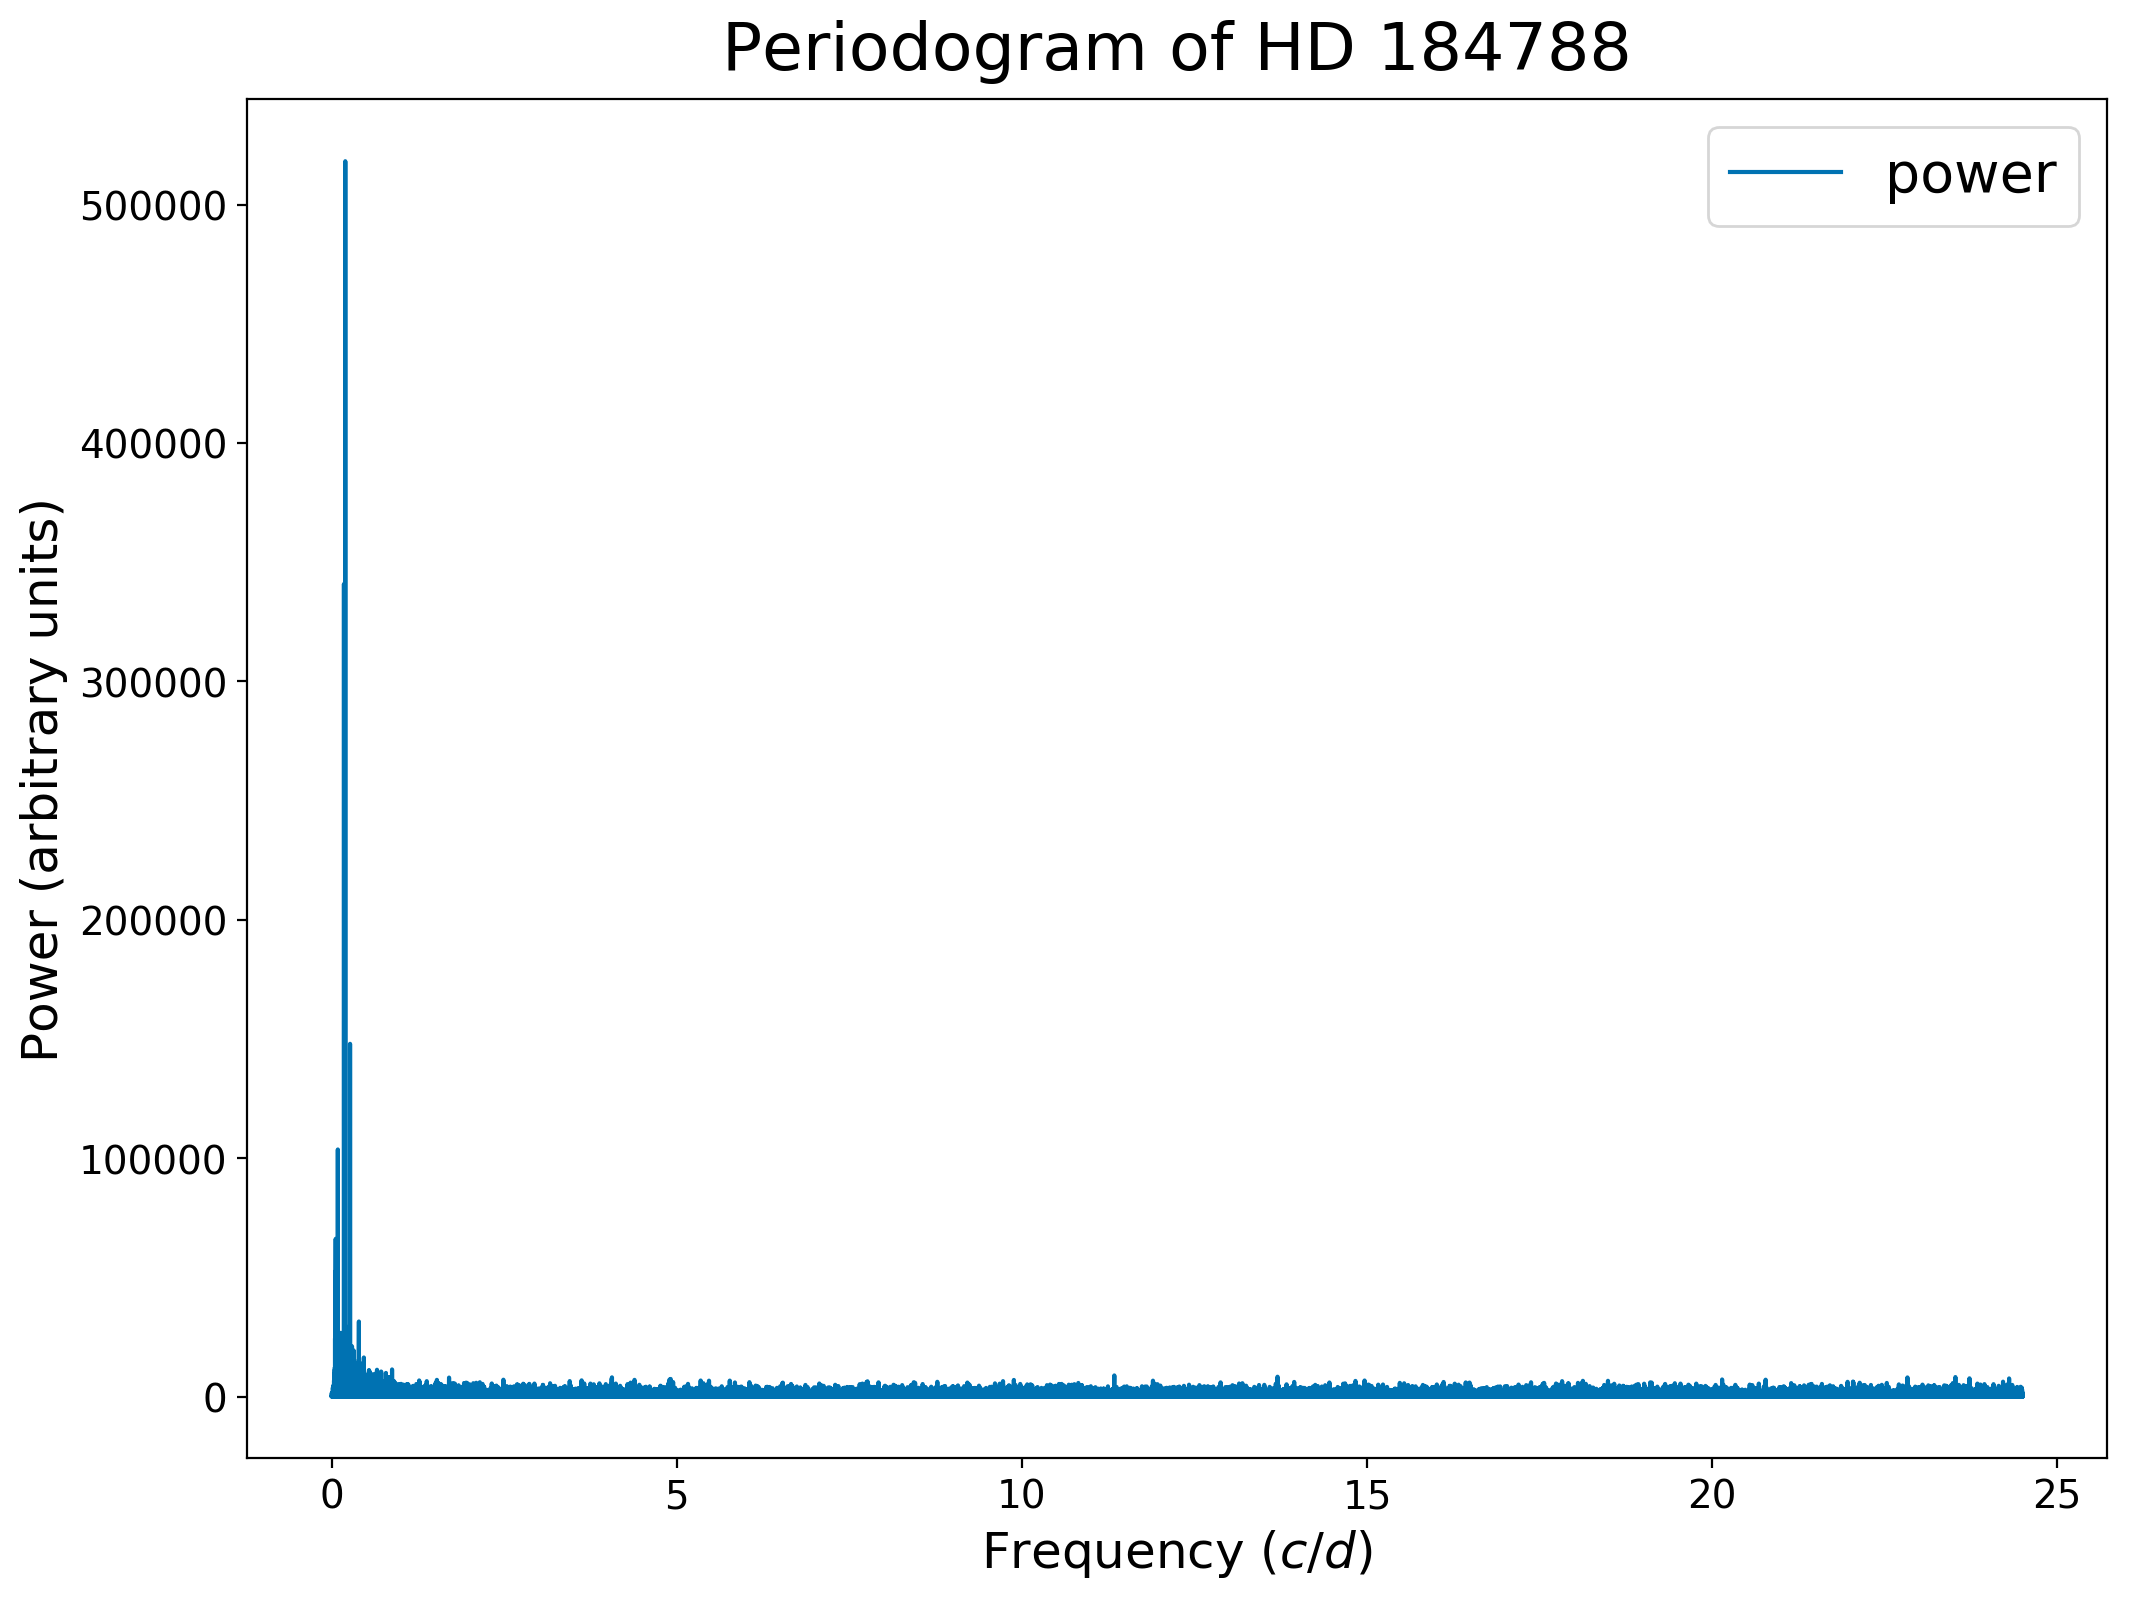 Periodogram of HD 184788
power
500000
400000
300000
200000
100000
0
Power (arbitrary units)
0 5 10 15 20 25
Frequency (c/d)